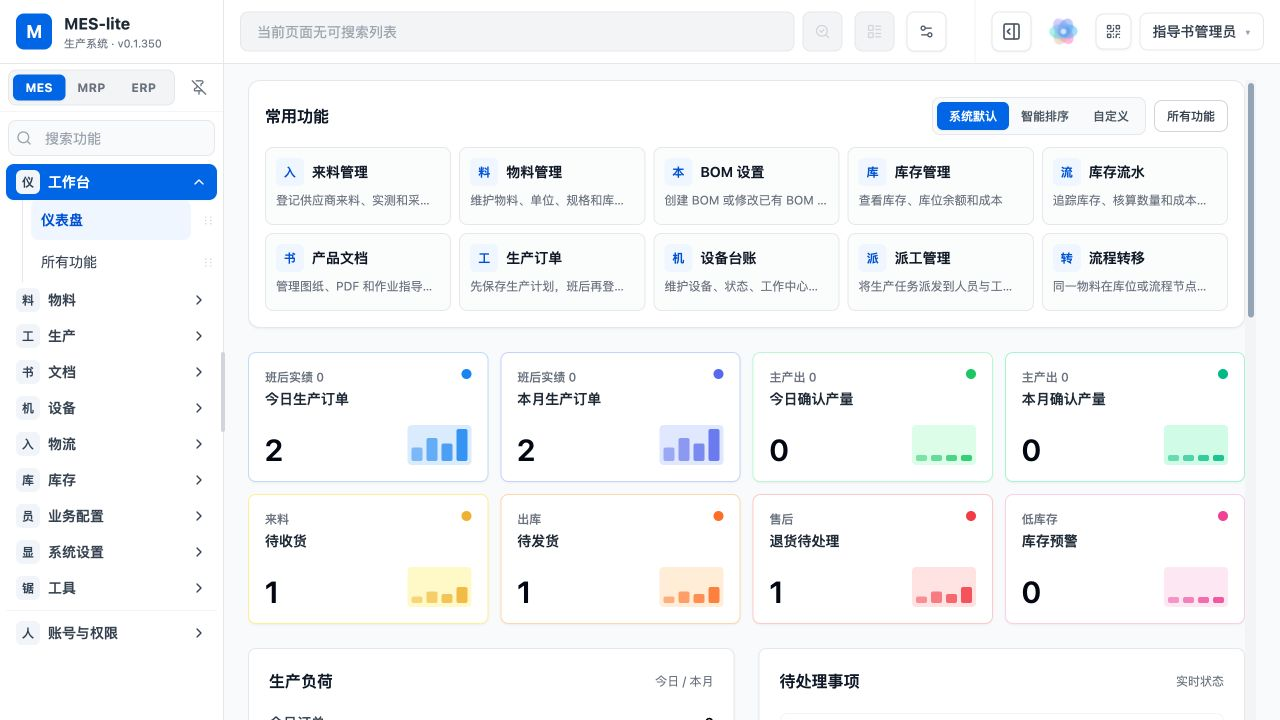 M
MES-lite
生产系统 · v0.1.350
当前页面无可搜索列表
指导书管理员
MES MRP ERP
搜索功能
仪 工作台
仪表盘
所有功能
料 物料
工 生产
书 文档
机 设备
入 物流
库 库存
员 业务配置
显 系统设置
锯 工具
人 账号与权限
常用功能
系统默认 智能排序 自定义 所有功能
入 来料管理
登记供应商来料、实测和采...
料 物料管理
维护物料、单位、规格和库...
本 BOM 设置
创建 BOM 或修改已有 BOM ...
库 库存管理
查看库存、库位余额和成本
流 库存流水
追踪库存、核算数量和成本...
书 产品文档
管理图纸、PDF 和作业指导...
工 生产订单
先保存生产计划，班后再登...
机 设备台账
维护设备、状态、工作中心...
派 派工管理
将生产任务派发到人员与工...
转 流程转移
同一物料在库位或流程节点...
班后实绩 0
今日生产订单
2
班后实绩 0
本月生产订单
2
主产出 0
今日确认产量
0
主产出 0
本月确认产量
0
来料
待收货
1
出库
待发货
1
售后
退货待处理
1
低库存
库存预警
0
生产负荷
今日 / 本月
待处理事项
实时状态